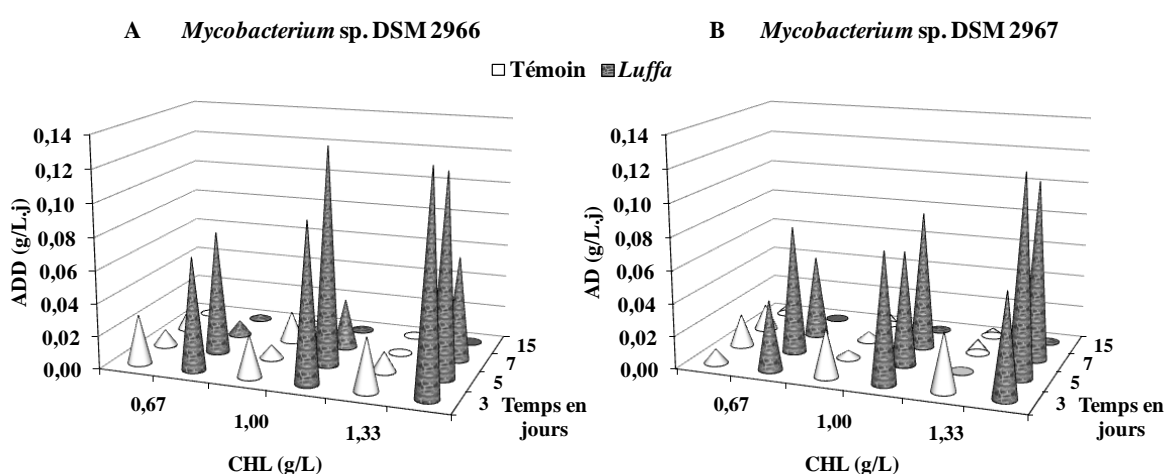 A Mycobacterium sp. DSM 2966
B Mycobacterium sp. DSM 2967
Témoin Luffa
ADD (g/L.j)
0,14
0,12
0,10
0,08
0,06
0,04
0,02
0,00
0,67
1,00
1,33
CHL (g/L)
3
5
7
15
Temps en
jours
AD (g/L.j)
0,14
0,12
0,10
0,08
0,06
0,04
0,02
0,00
0,67
1,00
1,33
CHL (g/L)
3
5
7
15
Temps en
jours